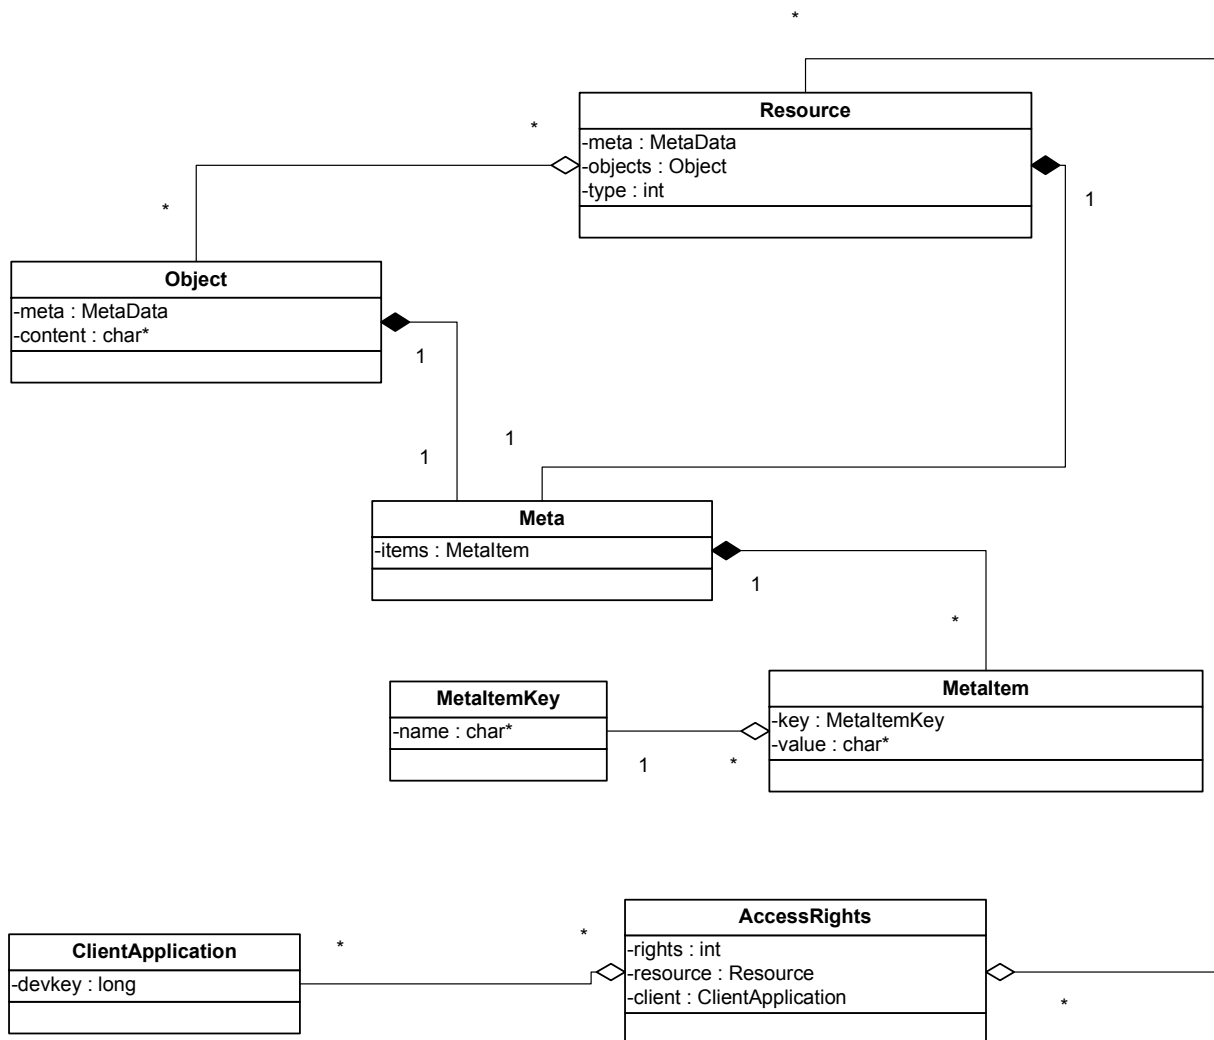 *
Resource
-meta : MetaData
-objects : Object
-type : int
*
1
*
Object
-meta : MetaData
-content : char*
1
1
1
Meta
-items : MetaItem
1
*
MetaItemKey
-name : char*
MetaItem
-key : MetaItemKey
-value : char*
1
*
AccessRights
-rights : int
-resource : Resource
-client : ClientApplication
*
*
ClientApplication
-devkey : long
*